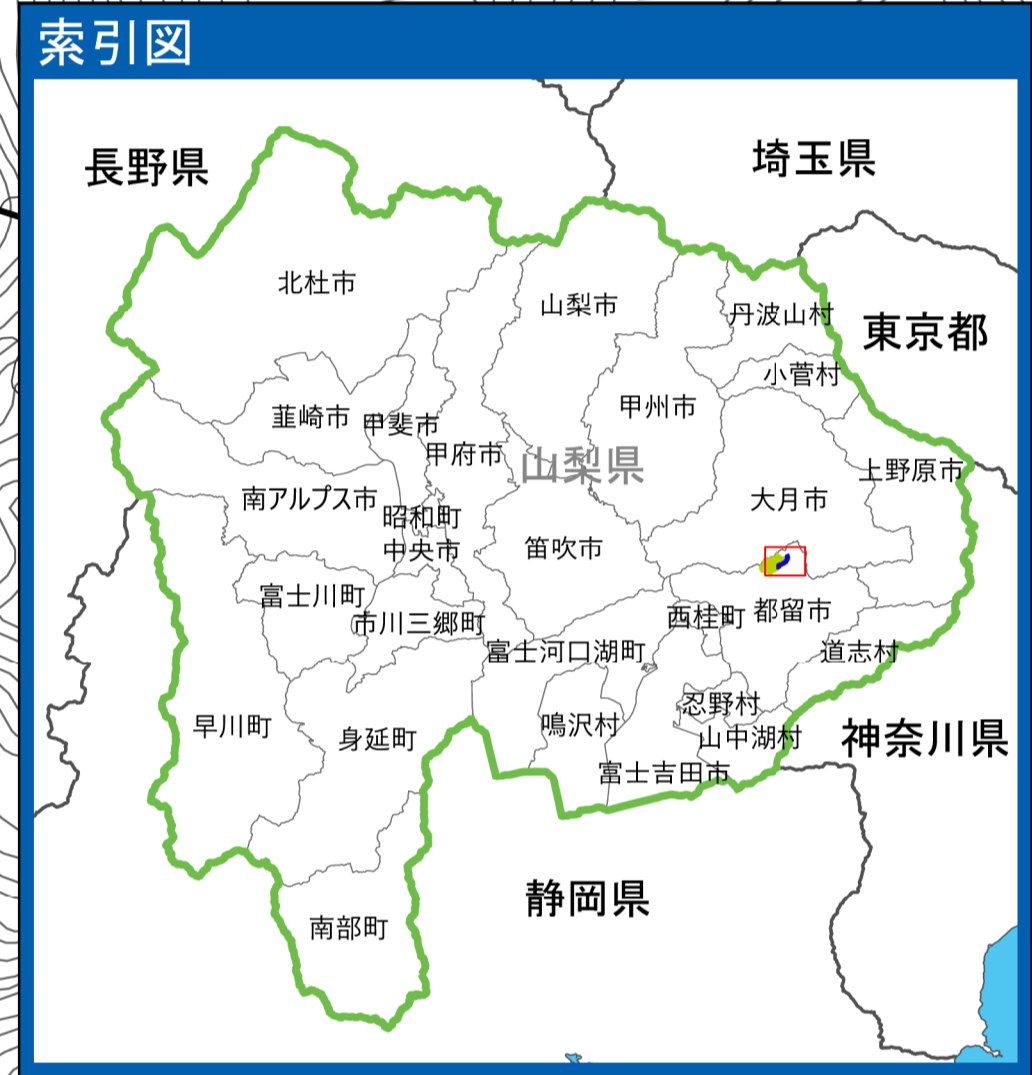 索引図
長野県
埼玉県
北杜市
山梨市
丹波山村
東京都
小菅村
韮崎市
甲斐市
甲州市
甲府市
山梨県
上野原市
南アルプス市
大月市
昭和町
中央市
笛吹市
富士川町
市川三郷町
西桂町
都留市
富士河口湖町
道志村
早川町
身延町
鳴沢村
忍野村
山中湖村
神奈川県
富士吉田市
静岡県
南部町